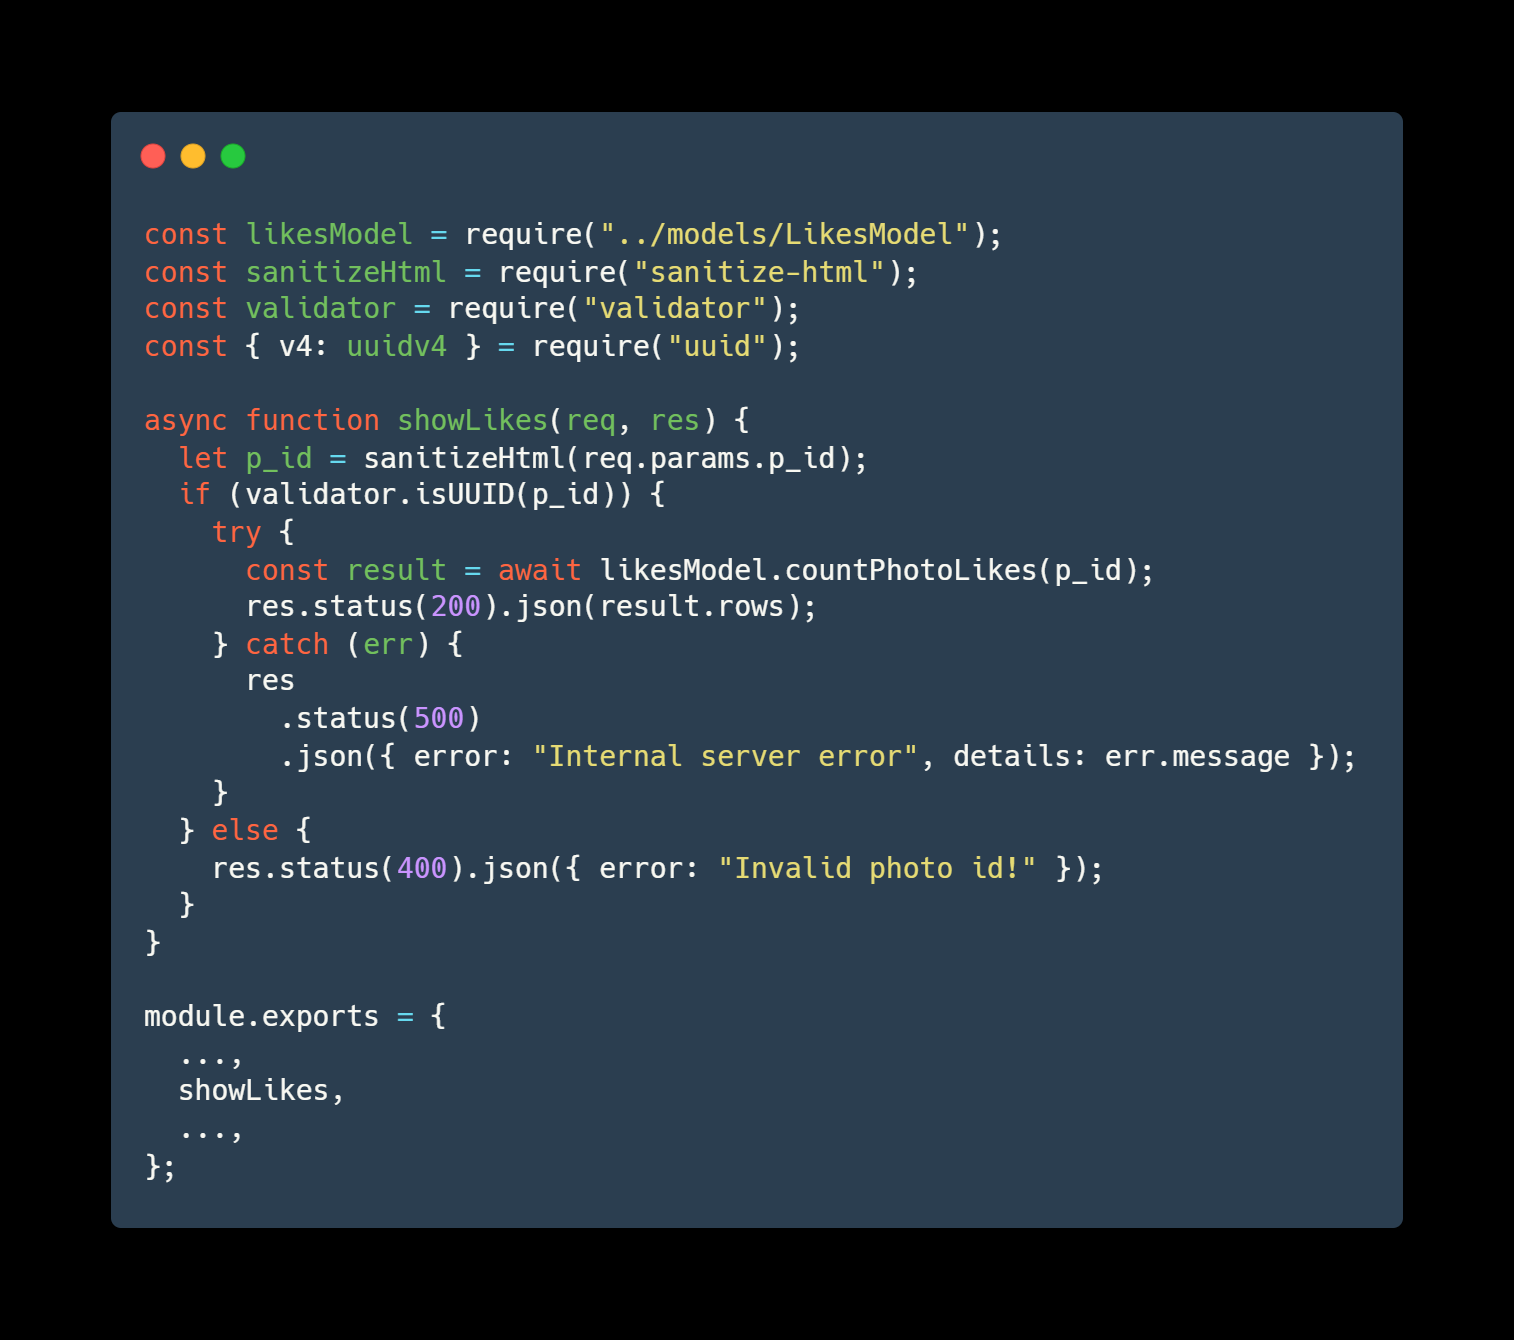 const likesModel = require("../models/LikesModel");
const sanitizeHtml = require("sanitize-html");
const validator = require("validator");
const { v4: uuidv4 } = require("uuid");

async function showLikes(req, res) {
  let p_id = sanitizeHtml(req.params.p_id);
  if (validator.isUUID(p_id)) {
    try {
      const result = await likesModel.countPhotoLikes(p_id);
      res.status(200).json(result.rows);
    } catch (err) {
      res
        .status(500)
        .json({ error: "Internal server error", details: err.message });
    }
  } else {
    res.status(400).json({ error: "Invalid photo id!" });
  }
}

module.exports = {
  ...,
  showLikes,
  ...,
};